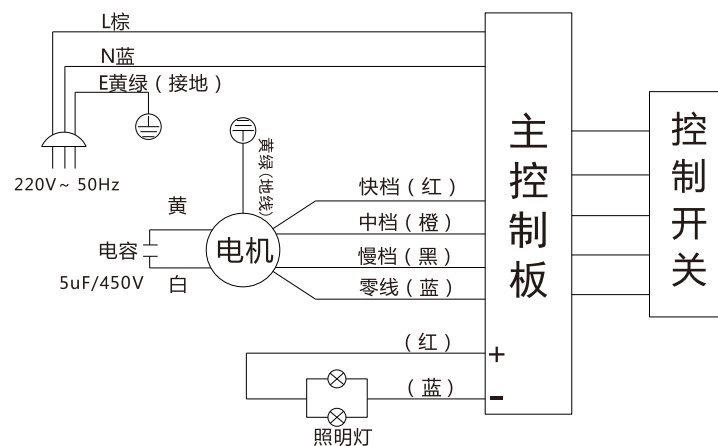 L棕
N蓝
E黄绿（接地）
220V~ 50Hz
黄绿(地线)
黄
电容
5uF/450V
白
电机
快档（红）
中档（橙）
慢档（黑）
零线（蓝）
（红）
+
（蓝）
-
照明灯
主控制板
控制开关